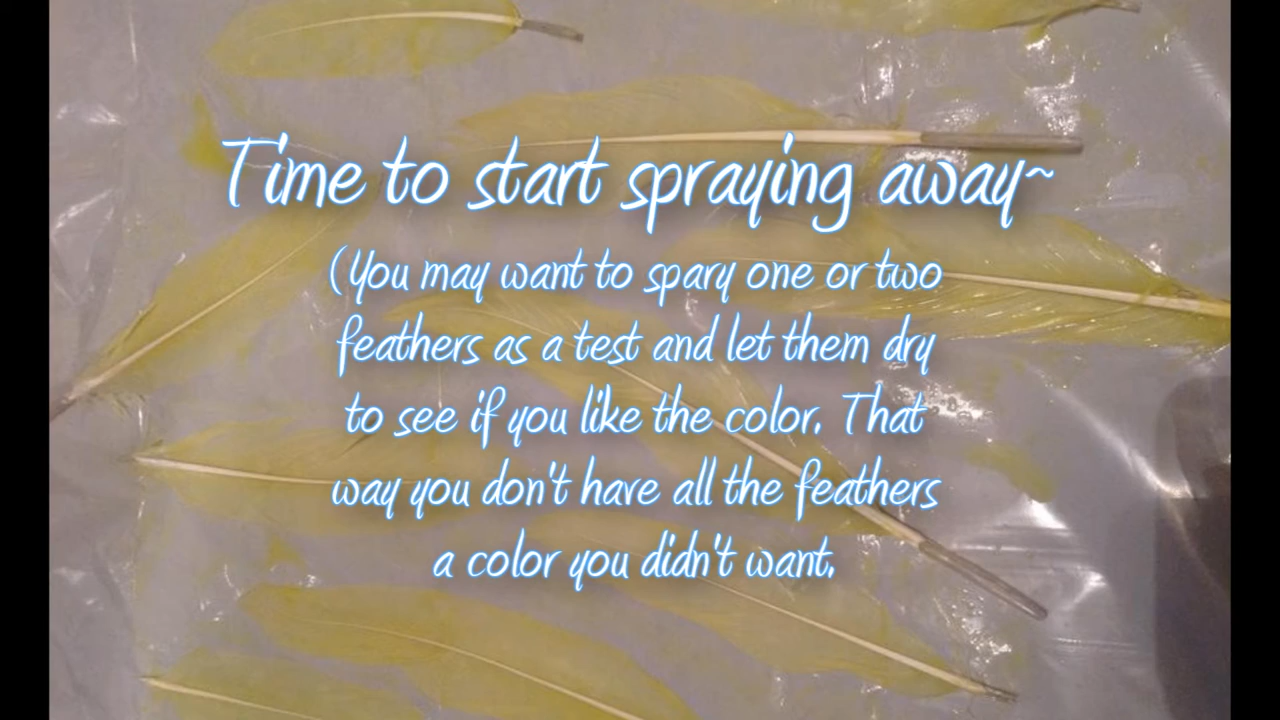 Time to start spraying away~
(You may want to spary one or two
feathers as a test and let them dry
to see if you like the color. That
way you don't have all the feathers
a color you didn't want.